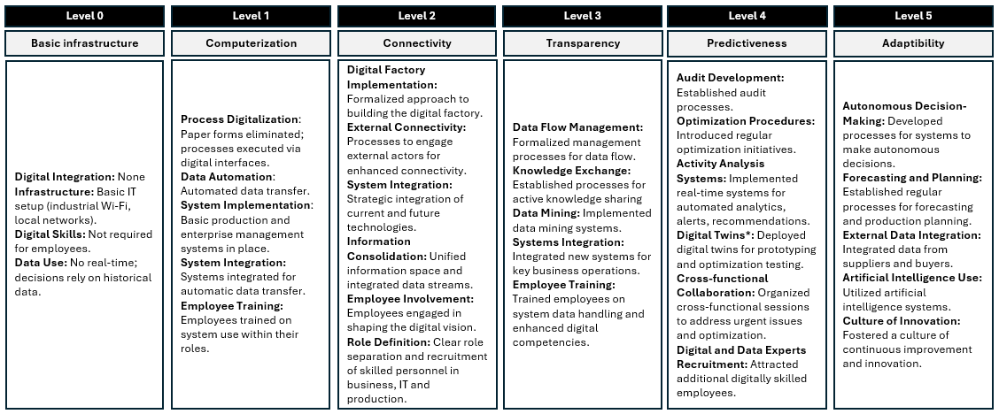 Level 0
Basic infrastructure
Digital Integration: None
Infrastructure: Basic IT
setup (industrial Wi-Fi,
local networks).
Digital Skills: Not required
for employees.
Data Use: No real-time;
decisions rely on historical
data.
Level 1
Computerization
Process Digitalization:
Paper forms eliminated;
processes executed via
digital interfaces.
Data Automation:
Automated data transfer.
System Implementation:
Basic production and
enterprise management
systems in place.
System Integration:
Systems integrated for
automatic data transfer.
Employee Training:
Employees trained on
system use within their
roles.
Level 2
Connectivity
Digital Factory
Implementation:
Formalized approach to
building the digital factory.
External Connectivity:
Processes to engage
external actors for
enhanced connectivity.
System Integration:
Strategic integration of
current and future
technologies.
Information
Consolidation: Unified
information space and
integrated data streams.
Employee Involvement:
Employees engaged in
shaping the digital vision.
Role Definition: Clear role
separation and recruitment
of skilled personnel in
business, IT and
production.
Level 3
Transparency
Data Flow Management:
Formalized management
processes for data flow.
Knowledge Exchange:
Established processes for
active knowledge sharing
Data Mining: Implemented
data mining systems.
Systems Integration:
Integrated new systems for
key business operations.
Employee Training:
Trained employees on
system data handling and
enhanced digital
competencies.
Level 4
Predictiveness
Audit Development:
Established audit
processes.
Optimization Procedures:
Introduced regular
optimization initiatives.
Activity Analysis
Systems: Implemented
real-time systems for
automated analytics,
alerts, recommendations.
Digital Twins*: Deployed
digital twins for prototyping
and optimization testing.
Cross-functional
Collaboration: Organized
cross-functional sessions
to address urgent issues
and optimization.
Digital and Data Experts
Recruitment: Attracted
additional digitally skilled
employees.
Level 5
Adaptibility
Autonomous Decision-
Making: Developed
processes for systems to
make autonomous
decisions.
Forecasting and Planning:
Established regular
processes for forecasting
and production planning.
External Data Integration:
Integrated data from
suppliers and buyers.
Artificial Intelligence Use:
Utilized artificial
intelligence systems.
Culture of Innovation:
Fostered a culture of
continuous improvement
and innovation.